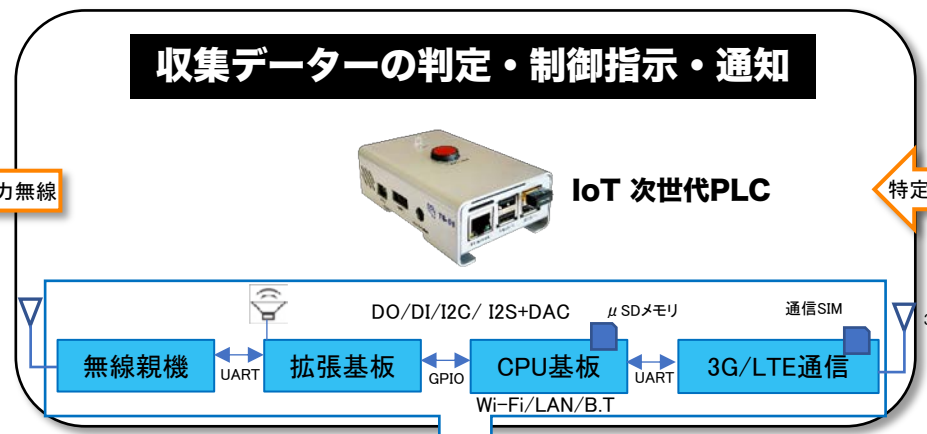 収集データーの判定・制御指示・通知
力無線
IoT 次世代PLC
特定
DO/DI/I2C/ I2S+DAC
μSDメモリ
通信SIM
無線親機
UART
拡張基板
GPIO
CPU基板
UART
3G/LTE通信
Wi-Fi/LAN/B.T